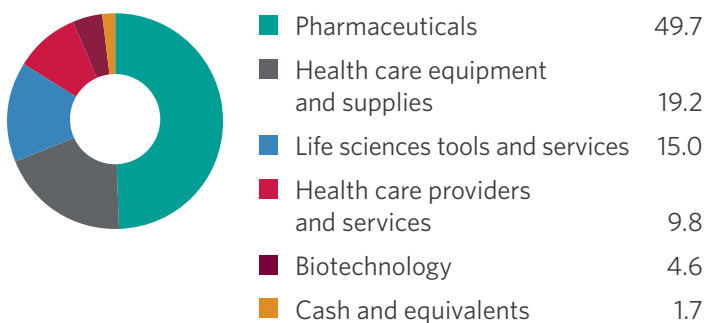 Pharmaceuticals 49.7
Health care equipment
and supplies 19.2
Life sciences tools and services 15.0
Health care providers
and services 9.8
Biotechnology 4.6
Cash and equivalents 1.7